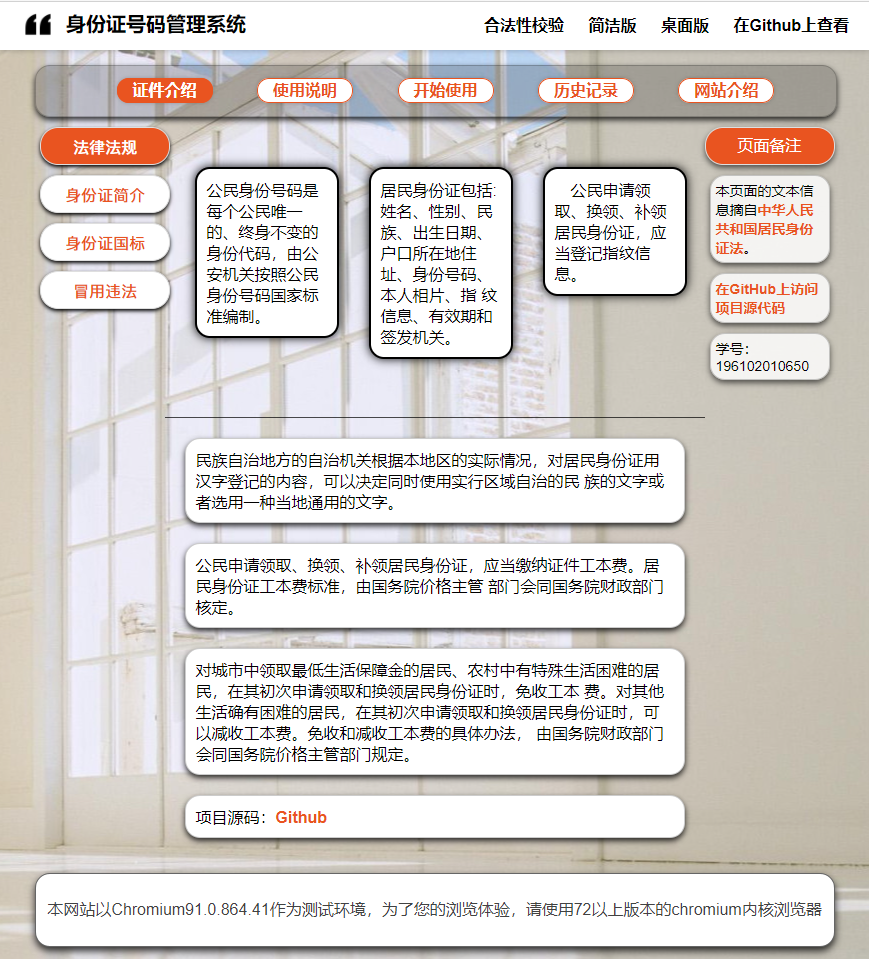 身份证号码管理系统
合法性校验 简洁版 桌面版 在Github上查看
证件介绍 使用说明 开始使用 历史记录 网站介绍
法律法规
身份证简介
身份证国标
冒用违法
公民身份号码是
每个公民唯一
的、终身不变的
身份代码，由公
安机关按照公民
身份号码国家标
准编制。
居民身份证包括:
姓名、性别、民
族、出生日期、
户口所在地住
址、身份号码、
本人相片、指 纹
信息、有效期和
签发机关。
公民申请领
取、换领、补领
居民身份证，应
当登记指纹信
息。
页面备注
本页面的文本信
息摘自中华人民
共和国居民身份
证法。
在GitHub上访问
项目源代码
学号：
196102010650
民族自治地方的自治机关根据本地区的实际情况，对居民身份证用
汉字登记的内容，可以决定同时使用实行区域自治的民 族的文字或
者选用一种当地通用的文字。
公民申请领取、换领、补领居民身份证，应当缴纳证件工本费。居
民身份证工本费标准，由国务院价格主管 部门会同国务院财政部门
核定。
对城市中领取最低生活保障金的居民、农村中有特殊生活困难的居
民，在其初次申请领取和换领居民身份证时，免收工本 费。对其他
生活确有困难的居民，在其初次申请领取和换领居民身份证时，可
以减收工本费。免收和减收工本费的具体办法， 由国务院财政部门
会同国务院价格主管部门规定。
项目源码：Github
本网站以Chromium91.0.864.41作为测试环境，为了您的浏览体验，请使用72以上版本的chromium内核浏览器